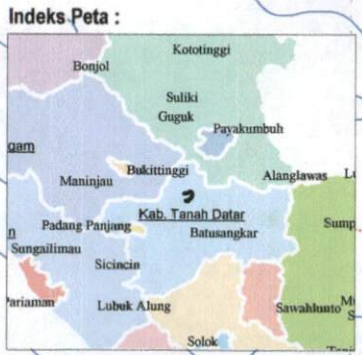 Indeks Peta :
Kototinggi
Bonjol
Suliki
Guguk
Payakumbuh
gam
Bukittinggi
Maninjau
Alanglawas
Kab. Tanah Datar
Padang Panjang
Batusangkar
Sump
n
Sungailimau
Sicincin
Pariaman
Lubuk Alung
Sawahlunto
Solok